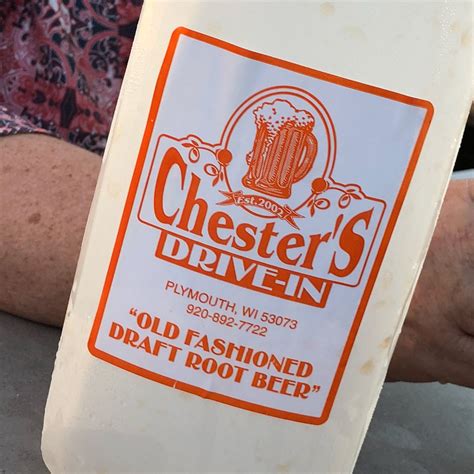 Est. 2002
Chester'S
DRIVE-IN
PLYMOUTH, WI 53073
920-892-7722
"OLD FASHIONED
DRAFT ROOT BEER"